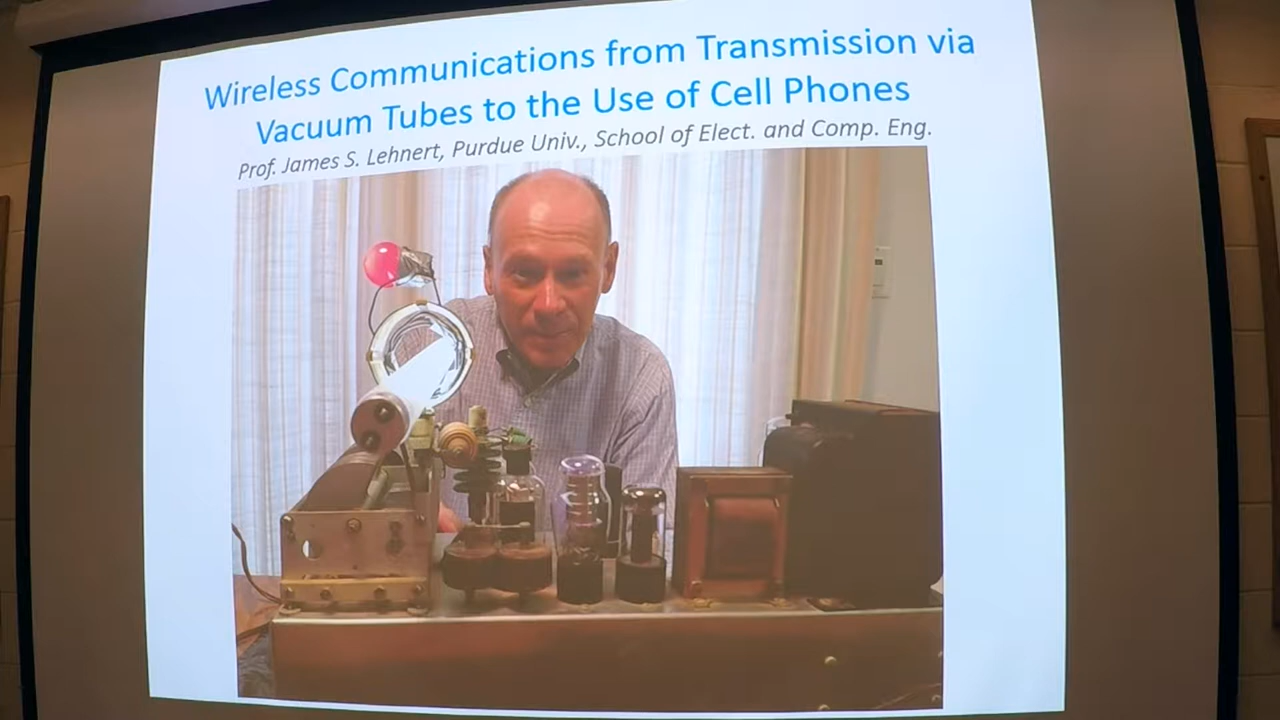 Wireless Communications from Transmission via
Vacuum Tubes to the Use of Cell Phones
Prof. James S. Lehnert, Purdue Univ., School of Elect. and Comp. Eng.